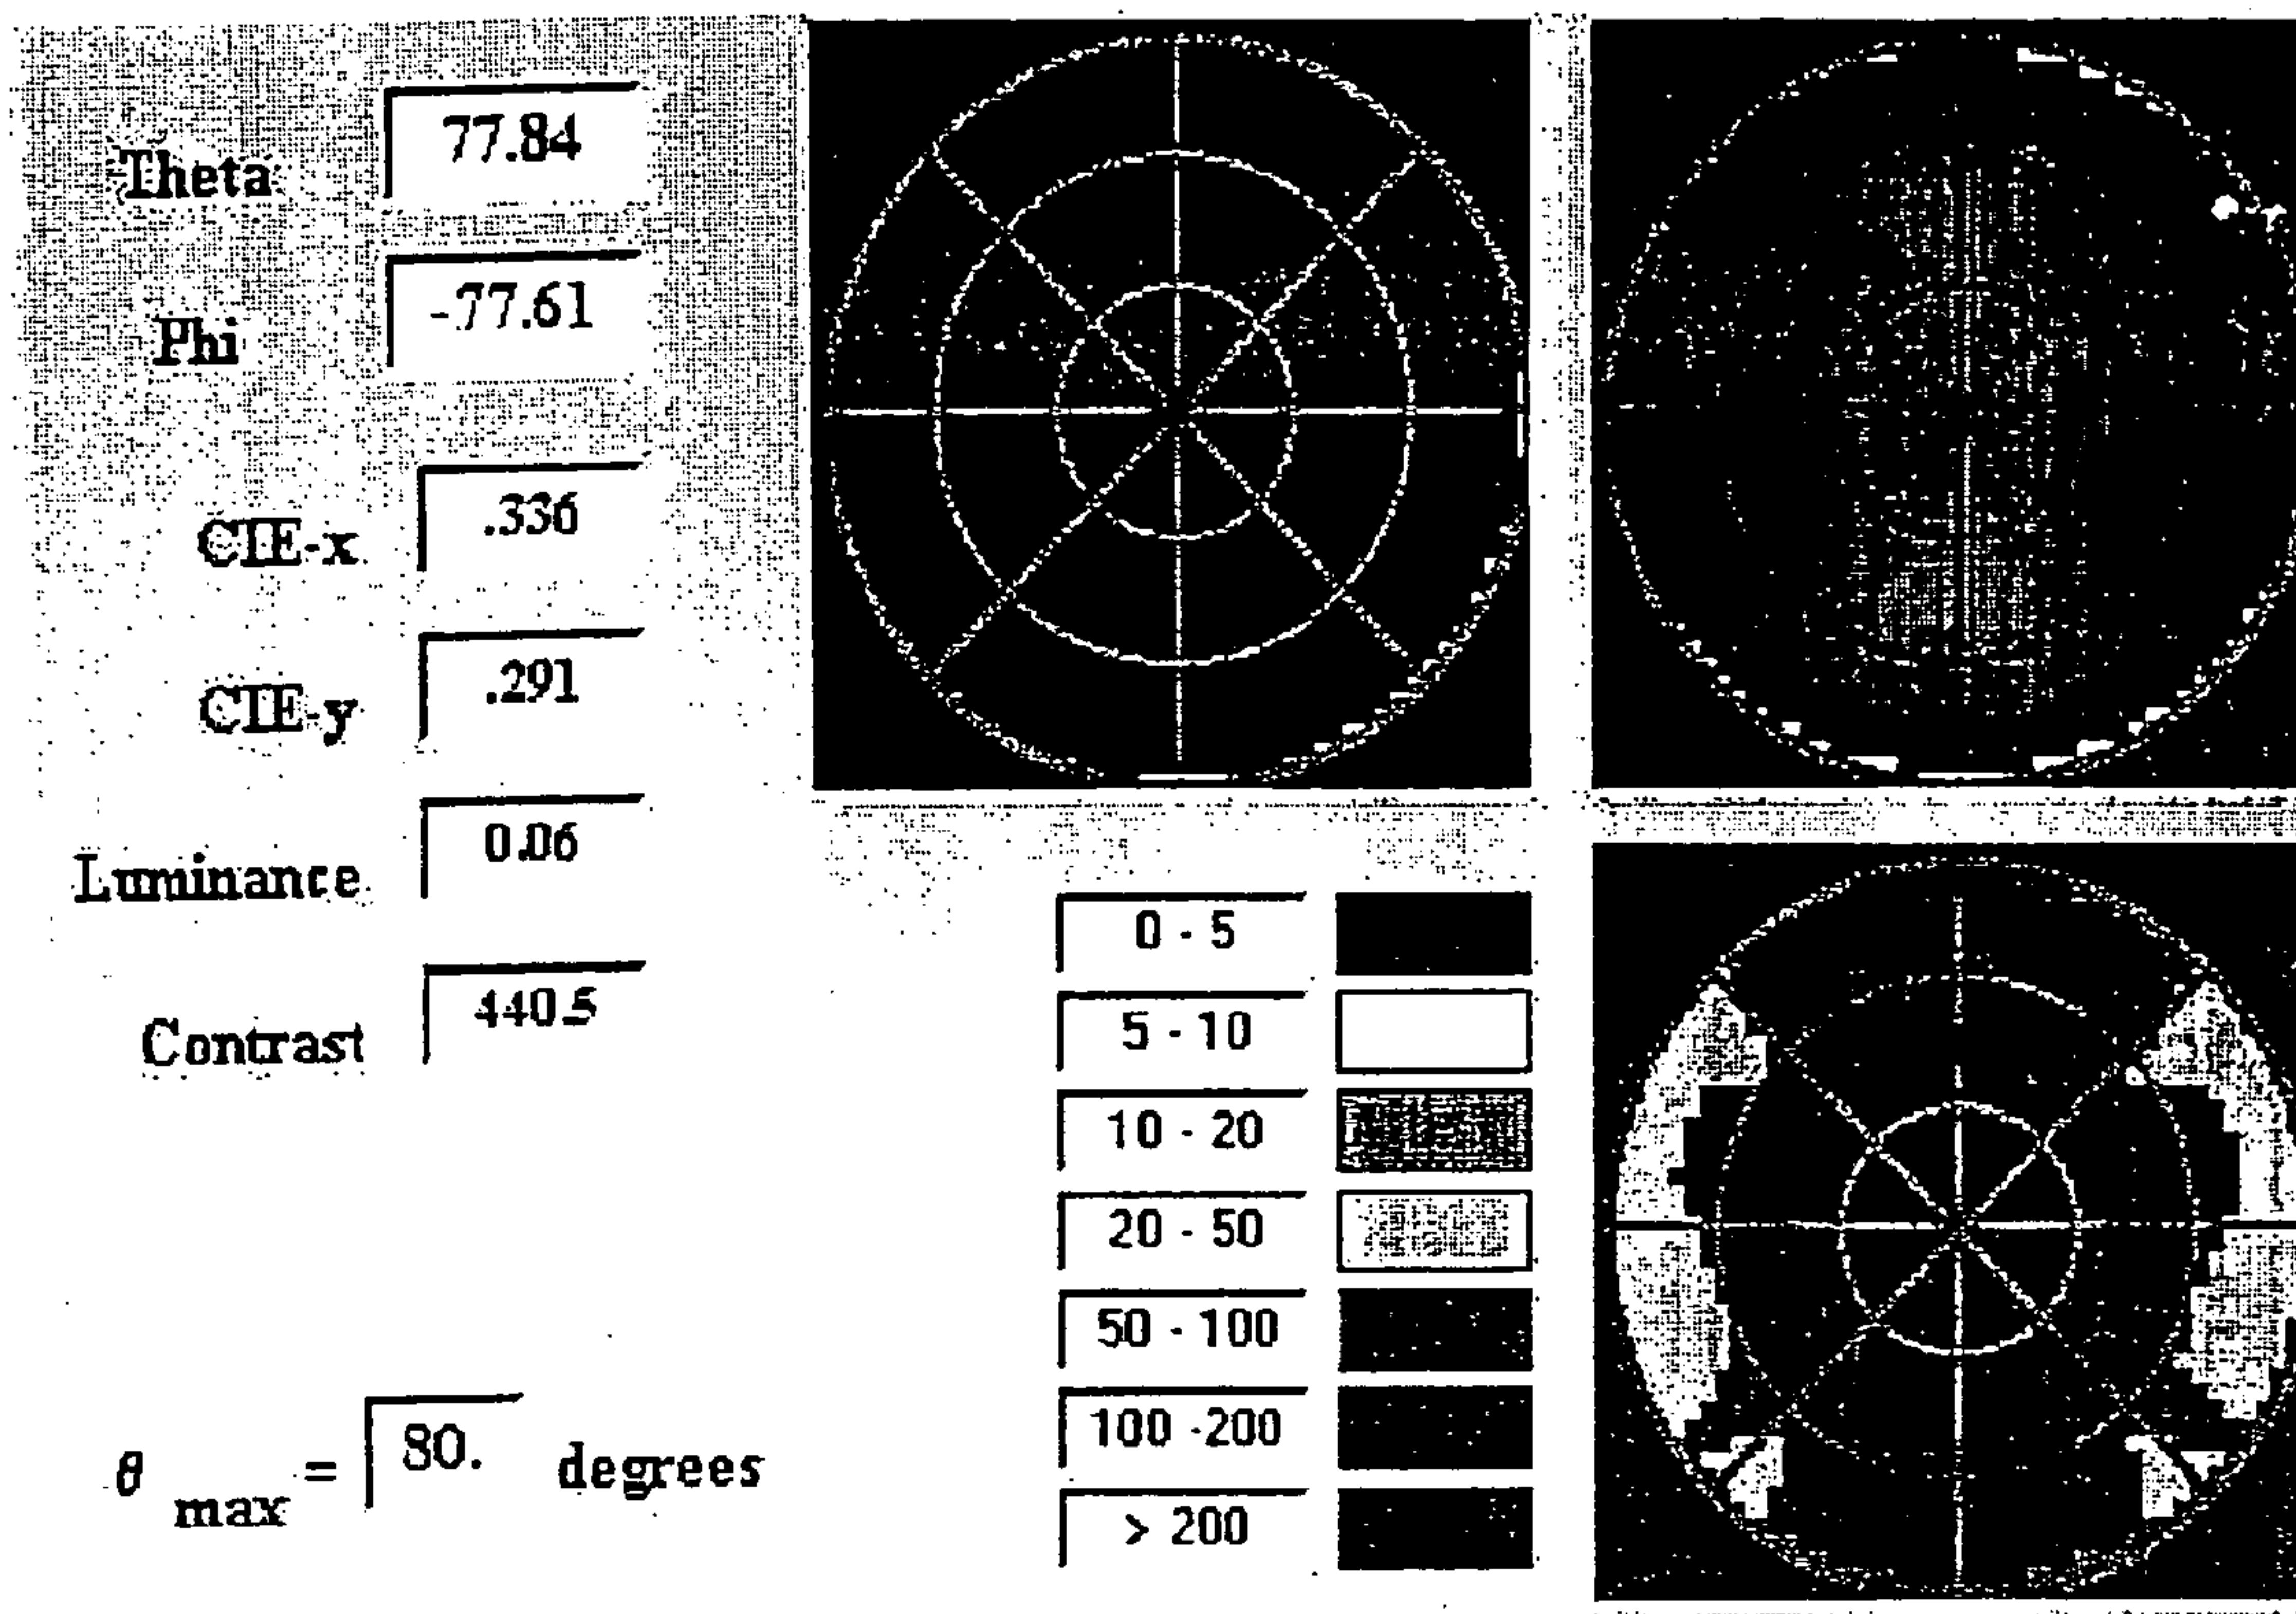 Theta 77.84
Phi -77.61
CIE-x .336
CIE-y .291
Luminance 0.06
Contrast 440.5
θ max = 80. degrees
0 - 5
5 - 10
10 - 20
20 - 50
50 - 100
100 -200
> 200